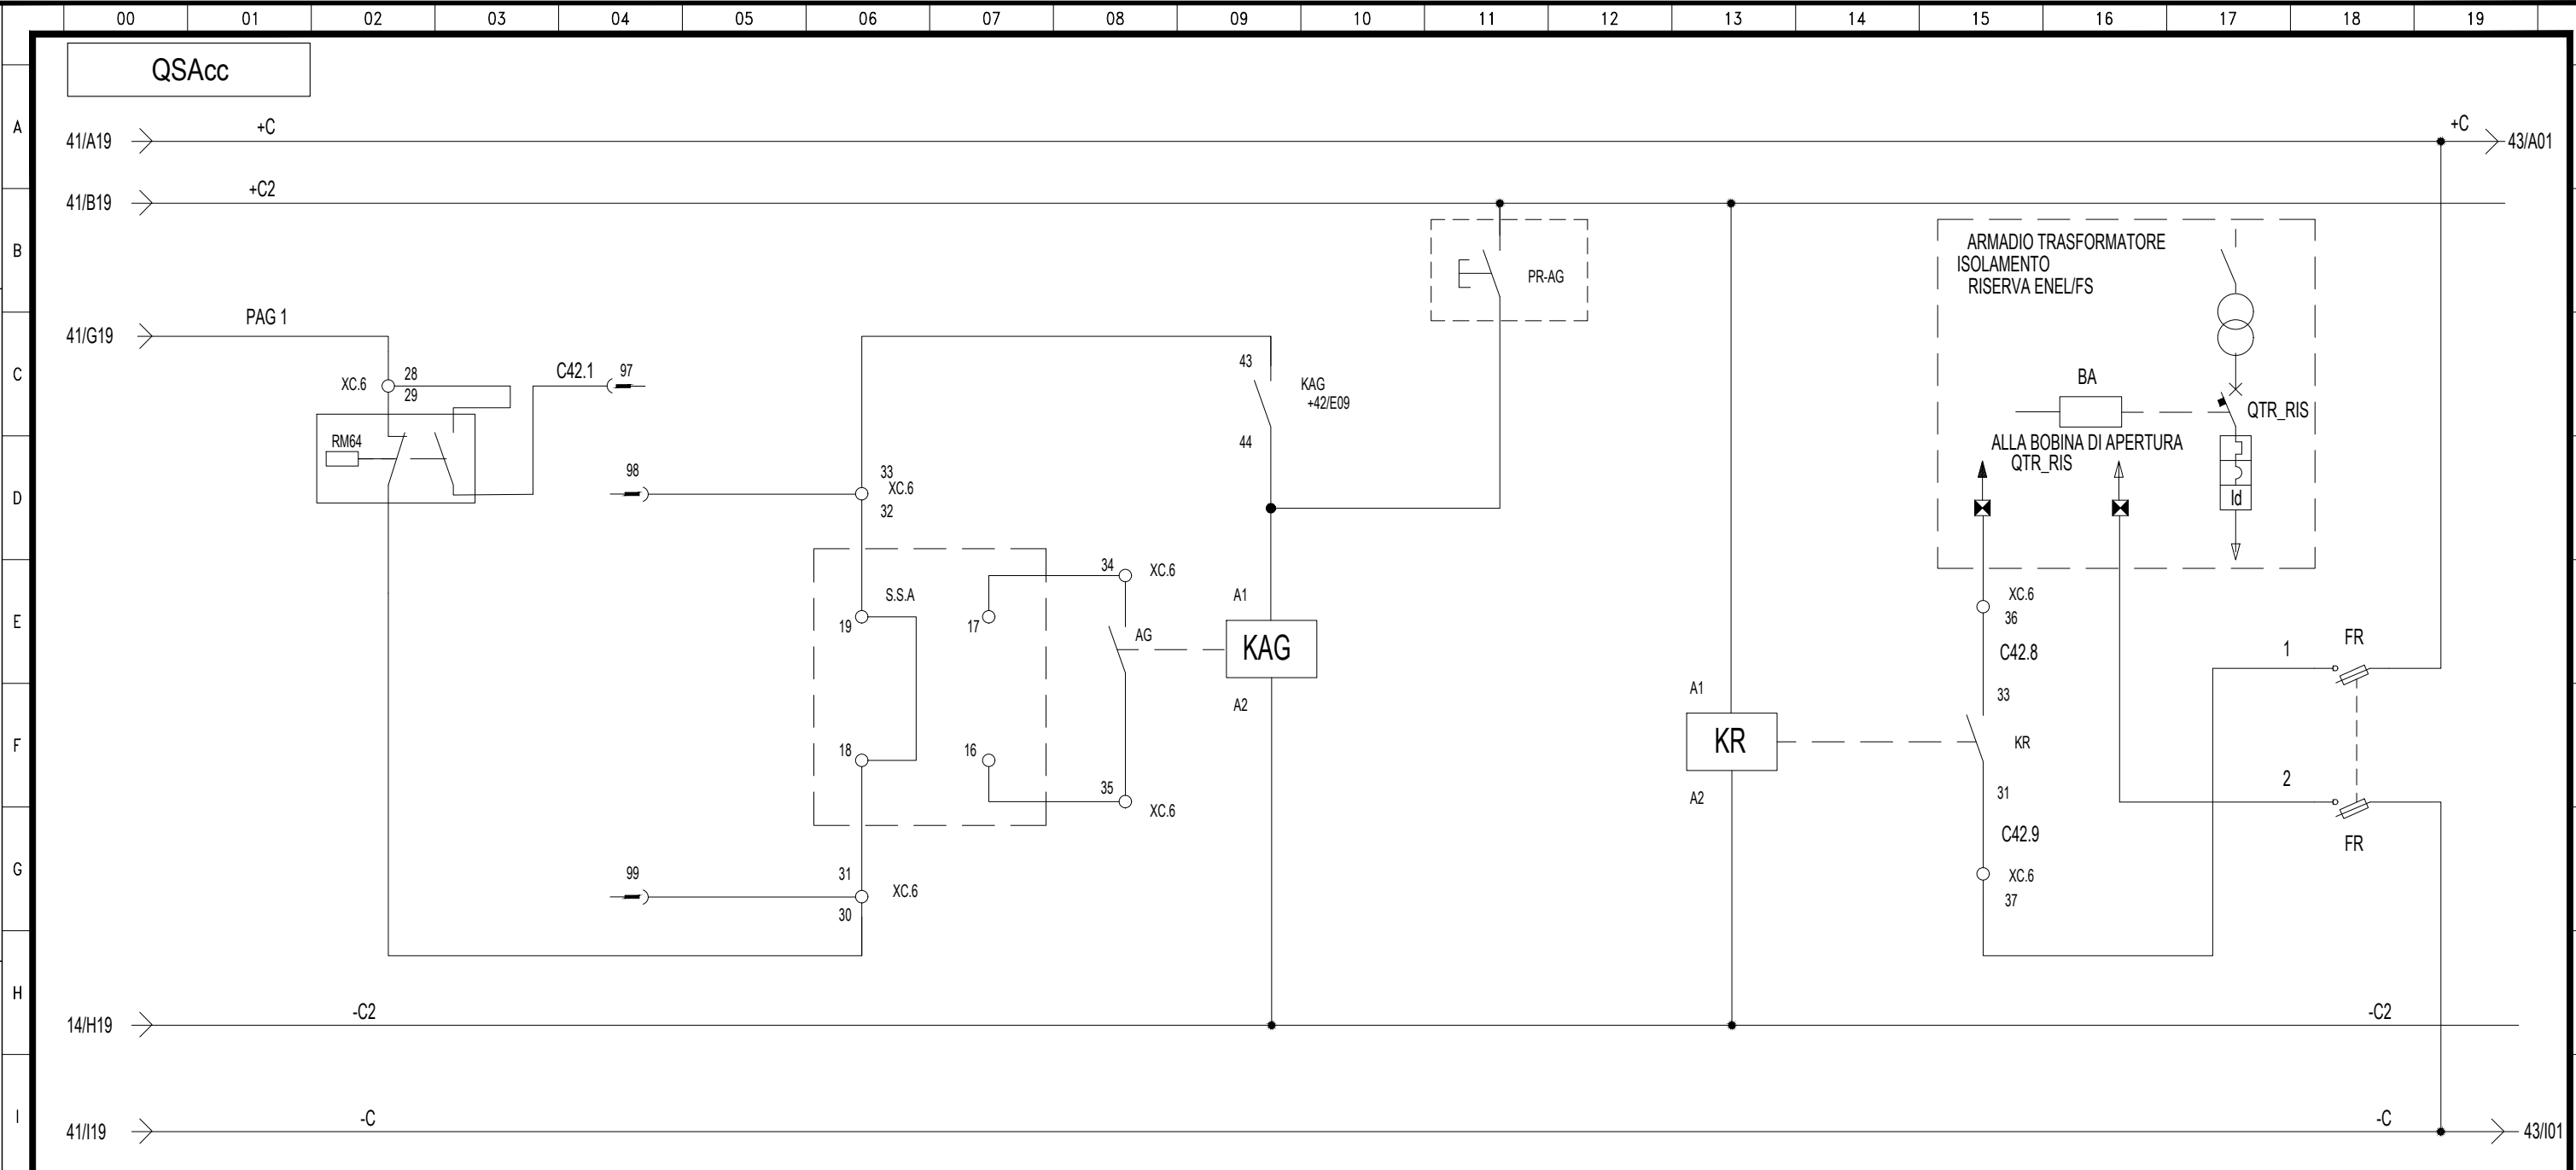 00 01 02 03 04 05 06 07 08 09 10 11 12 13 14 15 16 17 18 19
QSAcc
A
+C
+C
41/A19
43/A01
+C2
41/B19
B
ARMADIO TRASFORMATORE
ISOLAMENTO
RISERVA ENEL/FS
PR-AG
PAG 1
41/G19
C
43
KAG
+42/E09
44
XC.6
28
29
C42.1
97
BA
QTR_RIS
RM64
ALLA BOBINA DI APERTURA
QTR_RIS
98
33
XC.6
32
D
Id
34
XC.6
S.S.A
A1
XC.6
36
E
19
17
AG
KAG
C42.8
1
FR
A2
A1
33
F
18
16
KR
KR
35
XC.6
A2
31
2
C42.9
FR
G
99
31
XC.6
30
XC.6
37
H
-C2
-C2
14/H19
I
-C
-C
41/I19
43/I01